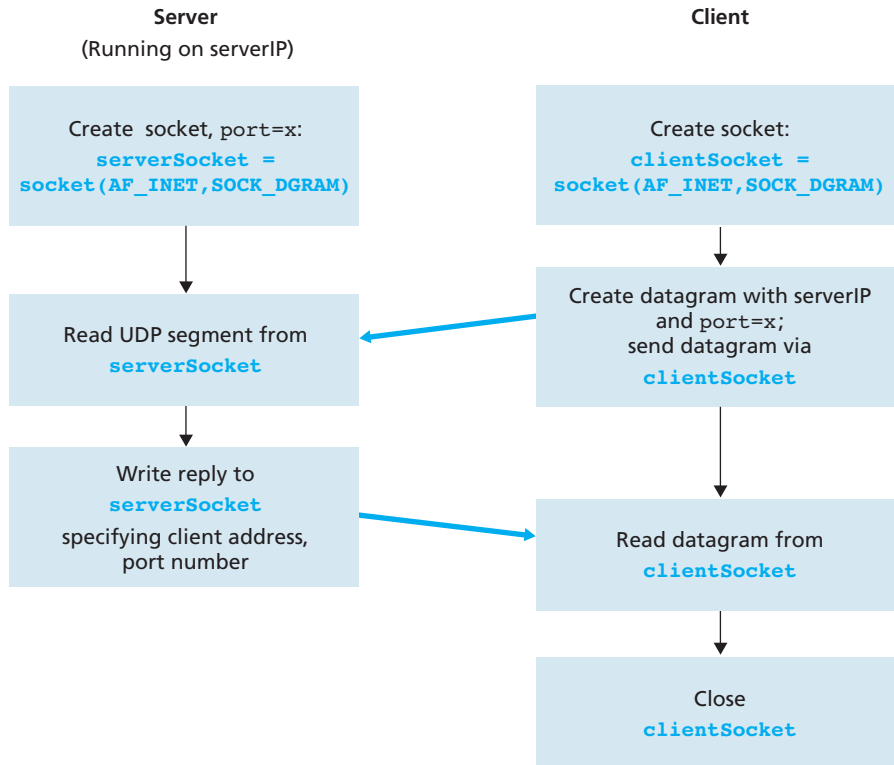 Server
(Running on serverIP)
Create socket, port=x:
serverSocket =
socket(AF_INET,SOCK_DGRAM)
Read UDP segment from
serverSocket
Write reply to
serverSocket
specifying client address,
port number
Client
Create socket:
clientSocket =
socket(AF_INET,SOCK_DGRAM)
Create datagram with serverIP
and port=x;
send datagram via
clientSocket
Read datagram from
clientSocket
Close
clientSocket